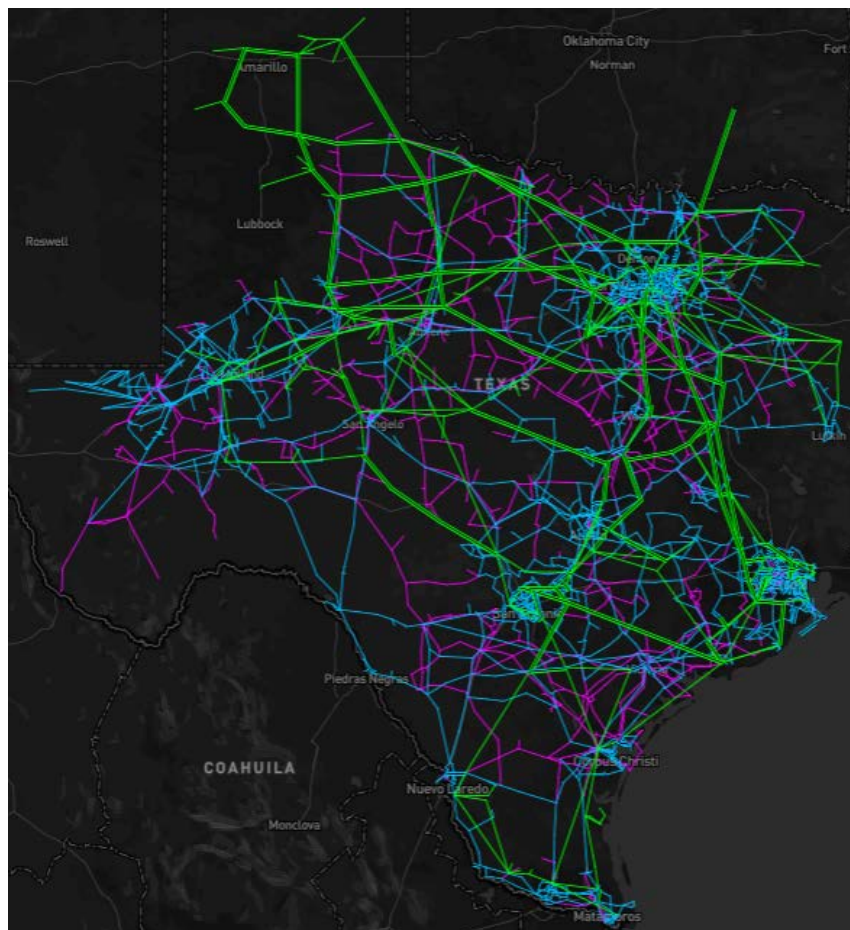 Oklahoma City
Fort
Amarillo
Norman
Lubbock
Roswell
TEXAS
San Angelo
Piedras Negras
COAHUILA
Corpus Christi
Nuevo Laredo
Monclova
Matamoros